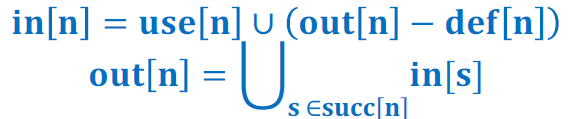 in[n] = use[n] ∪ (out[n] − def[n])
out[n] = ⋃ in[s]
s ∈succ[n]